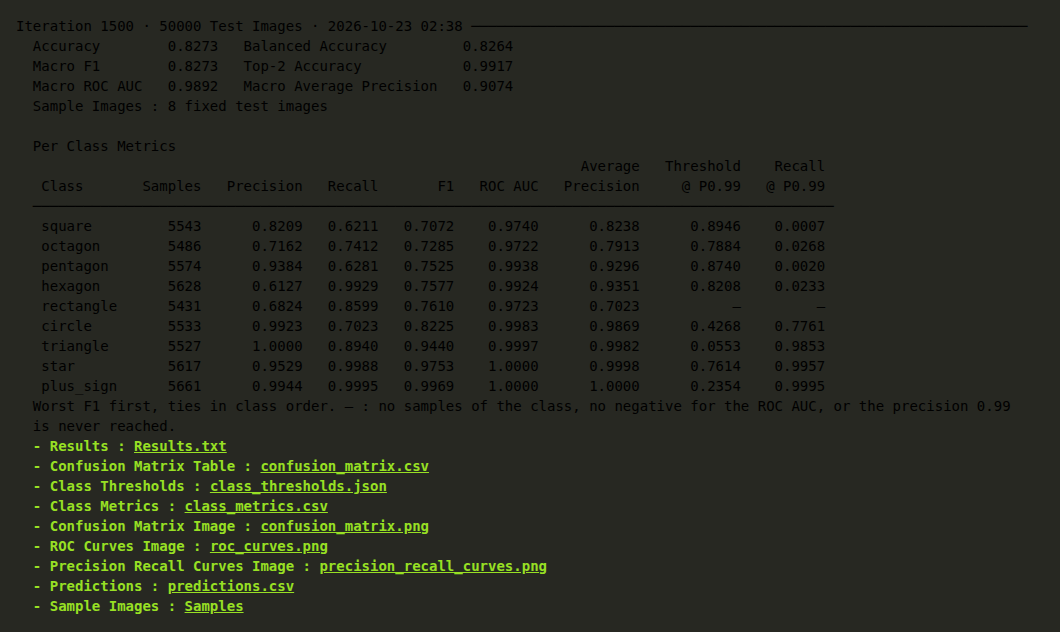 Iteration 1500 · 50000 Test Images · 2026-10-23 02:38
Accuracy 0.8273 Balanced Accuracy 0.8264
Macro F1 0.8273 Top-2 Accuracy 0.9917
Macro ROC AUC 0.9892 Macro Average Precision 0.9074
Sample Images : 8 fixed test images
Per Class Metrics
Average Threshold Recall
Class Samples Precision Recall F1 ROC AUC Precision @ P0.99 @ P0.99
square 5543 0.8209 0.6211 0.7072 0.9740 0.8238 0.8946 0.0007
octagon 5486 0.7162 0.7412 0.7285 0.9722 0.7913 0.7884 0.0268
pentagon 5574 0.9384 0.6281 0.7525 0.9938 0.9296 0.8740 0.0020
hexagon 5628 0.6127 0.9929 0.7577 0.9924 0.9351 0.8208 0.0233
rectangle 5431 0.6824 0.8599 0.7610 0.9723 0.7023 — —
circle 5533 0.9923 0.7023 0.8225 0.9983 0.9869 0.4268 0.7761
triangle 5527 1.0000 0.8940 0.9440 0.9997 0.9982 0.0553 0.9853
star 5617 0.9529 0.9988 0.9753 1.0000 0.9998 0.7614 0.9957
plus_sign 5661 0.9944 0.9995 0.9969 1.0000 1.0000 0.2354 0.9995
Worst F1 first, ties in class order. — : no samples of the class, no negative for the ROC AUC, or the precision 0.99
is never reached.
- Results : Results.txt
- Confusion Matrix Table : confusion_matrix.csv
- Class Thresholds : class_thresholds.json
- Class Metrics : class_metrics.csv
- Confusion Matrix Image : confusion_matrix.png
- ROC Curves Image : roc_curves.png
- Precision Recall Curves Image : precision_recall_curves.png
- Predictions : predictions.csv
- Sample Images : Samples